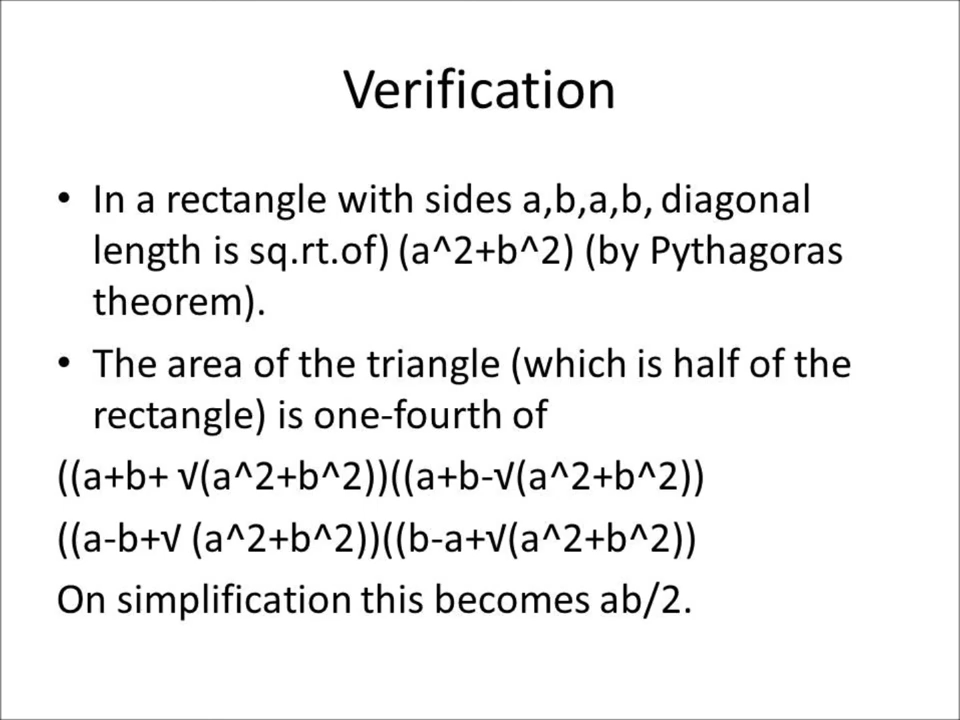 Verification
• In a rectangle with sides a,b,a,b, diagonal
length is sq.rt.of) (a^2+b^2) (by Pythagoras
theorem).
• The area of the triangle (which is half of the
rectangle) is one-fourth of
((a+b+ √(a^2+b^2))((a+b-√(a^2+b^2))
((a-b+√ (a^2+b^2))((b-a+√(a^2+b^2))
On simplification this becomes ab/2.